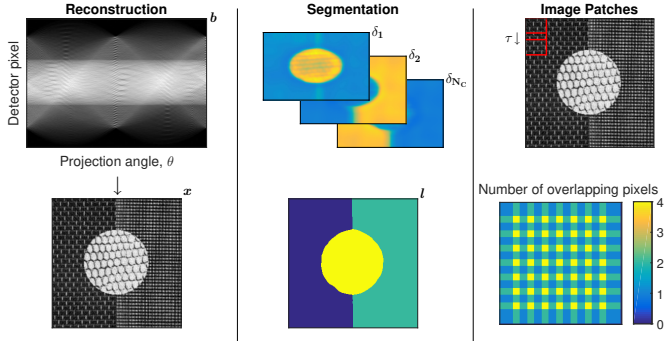 Reconstruction
b
Detector pixel
Projection angle, θ
↓
x
Segmentation
δ1
δ2
δNC
l
Image Patches
τ↓
Number of overlapping pixels
4
3
2
1
0